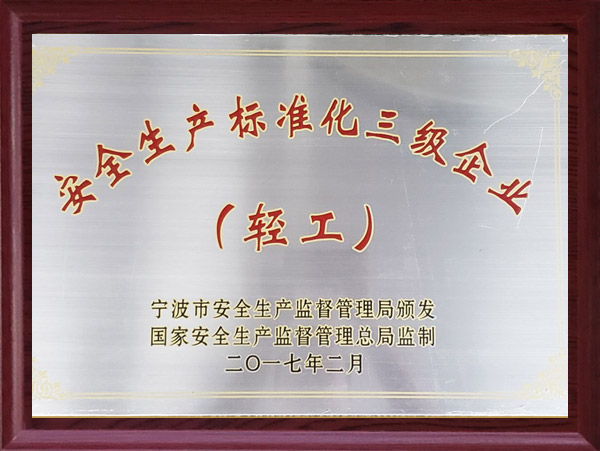 安全生产标准化三级企业
（轻工）
宁波市安全生产监督管理局颁发
国家安全生产监督管理总局监制
二〇一七年二月